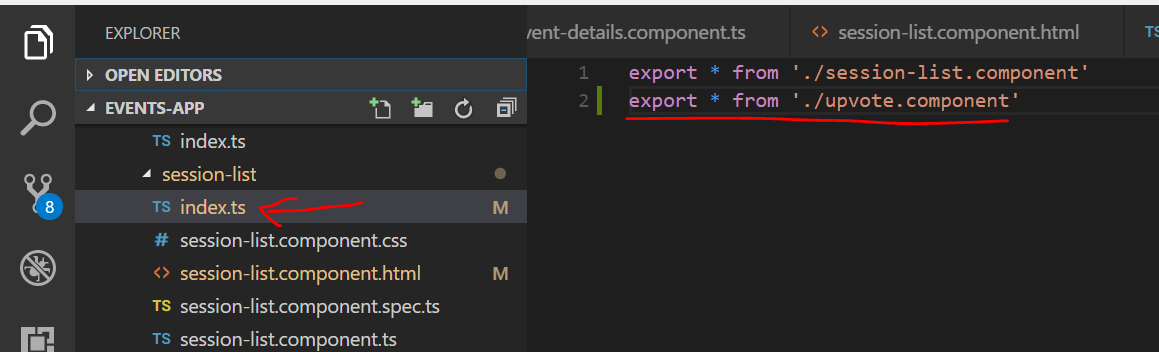 EXPLORER
OPEN EDITORS
EVENTS-APP
TS index.ts
session-list
TS index.ts M
8
# session-list.component.css
<> session-list.component.html M
TS session-list.component.spec.ts
TS session-list.component.ts
vent-details.component.ts
<> session-list.component.html
TS
1 export * from './session-list.component'
2 export * from './upvote.component'